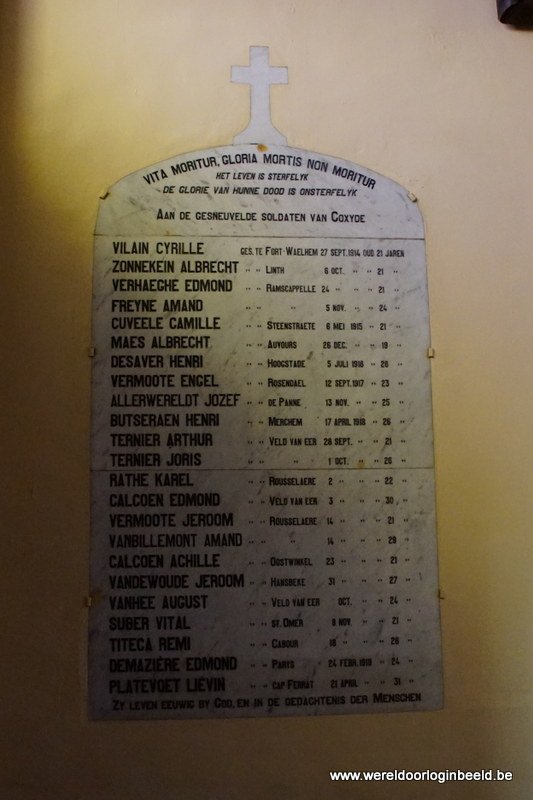 VITA MORITUR, GLORIA MORTIS NON MORITUR
HET LEVEN IS STERFELYK
DE GLORIE VAN HUNNE DOOD IS ONSTERFELYK
AAN DE GESNEUVELDE SOLDATEN VAN COXYDE
VILAIN CYRILLE GES. TE FORT-WAELHEM 27 SEPT. 1914 OUD 21 JAREN
ZONNEKEIN ALBRECHT " " LINTH 6 OCT. " " 21 "
VERHAEGHE EDMOND " " RAMSCAPPELLE 24 " " " 21 "
FREYNE AMAND " " " 5 NOV. " " 24 "
CUVEELE CAMILLE " " STEENSTRAETE 6 MEI 1915 " 21 "
MAES ALBRECHT " " AUVOURS 26 DEC. " " 19 "
DESAVER HENRI " " HOOGSTADE 5 JULI 1916 " 26 "
VERMOOTE ENGEL " " ROSENDAEL 12 SEPT. 1917 " 23 "
ALLERWERELDT JOZEF " " DE PANNE 13 NOV. " " 25 "
BUTSERAEN HENRI " " MERCHEM 17 APRIL 1918 " 26 "
TERNIER ARTHUR " " VELD VAN EER 28 SEPT. " " 21 "
TERNIER JORIS " " " 1 OCT. " " 26 "
RATHE KAREL " " ROUSSELAERE 2 " " " 22 "
CALCOEN EDMOND " " VELD VAN EER 3 " " " 30 "
VERMOOTE JEROOM " " ROUSSELAERE 14 " " " 21 "
VANBILLEMONT AMAND " " " 14 " " " 29 "
CALCOEN ACHILLE " " OOSTWINKEL 23 " " " 21 "
VANDEWOUDE JEROOM " " HANSBEKE 31 " " " 27 "
VANHEE AUGUST " " VELD VAN EER OCT. " " 24 "
SUBER VITAL " " ST. OMER 8 NOV. " " 21 "
TITECA REMI " " CABOUR 18 " " " 26 "
DEMAZIÈRE EDMOND " " PARYS 24 FEBR. 1919 " 24 "
PLATEVOET LIÉVIN " " CAP FERRAT 21 APRIL " " 31 "
ZY LEVEN EEUWIG BY GOD, EN IN DE GEDACHTENIS DER MENSCHEN
www.wereldoorloginbeeld.be